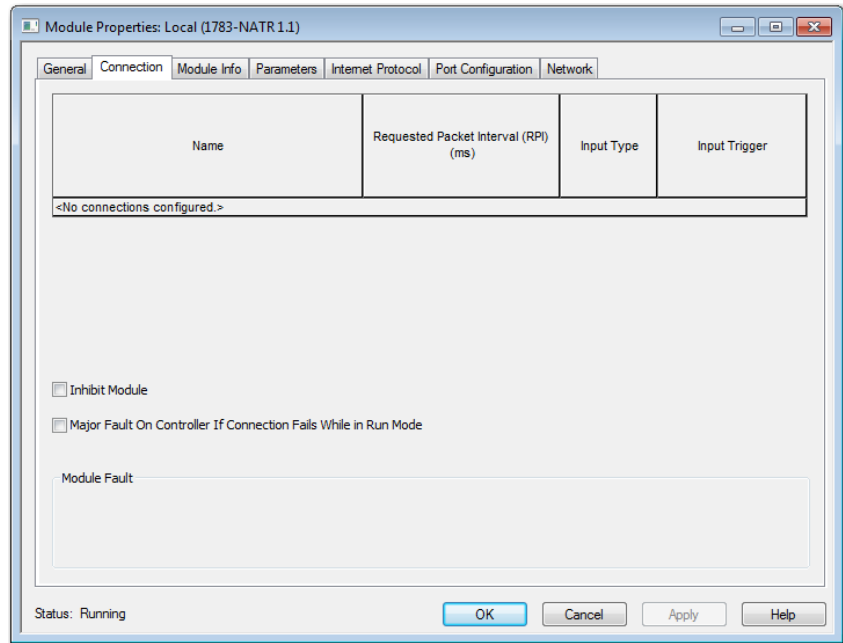 Module Properties: Local (1783-NATR 1.1)
General Connection Module Info Parameters Internet Protocol Port Configuration Network
Name Requested Packet Interval (RPI) (ms) Input Type Input Trigger
<No connections configured.>
Inhibit Module
Major Fault On Controller If Connection Fails While in Run Mode
Module Fault
Status: Running OK Cancel Apply Help